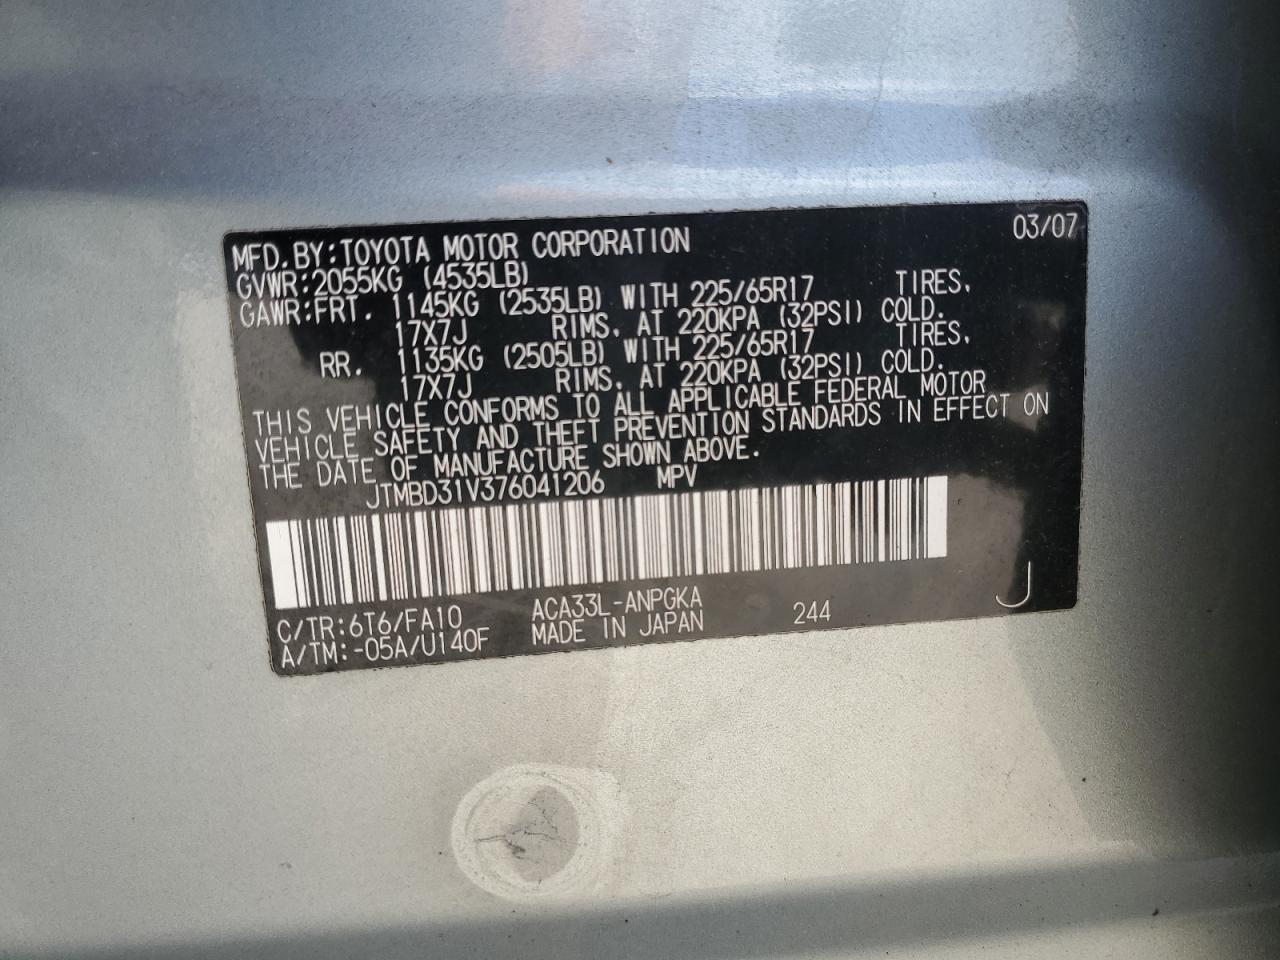 MFD. BY: TOYOTA MOTOR CORPORATION 03/07
GVWR: 2055KG (4535LB)
GAWR: FRT. 1145KG (2535LB) WITH 225/65R17 TIRES,
17X7J RIMS, AT 220KPA (32PSI) COLD.
RR. 1135KG (2505LB) WITH 225/65R17 TIRES,
17X7J RIMS, AT 220KPA (32PSI) COLD.
THIS VEHICLE CONFORMS TO ALL APPLICABLE FEDERAL MOTOR
VEHICLE SAFETY AND THEFT PREVENTION STANDARDS IN EFFECT ON
THE DATE OF MANUFACTURE SHOWN ABOVE.
JTMBD31V376041206 MPV
C/TR: 6T6/FA10 ACA33L-ANPGKA 244 J
A/TM: -05A/U140F MADE IN JAPAN